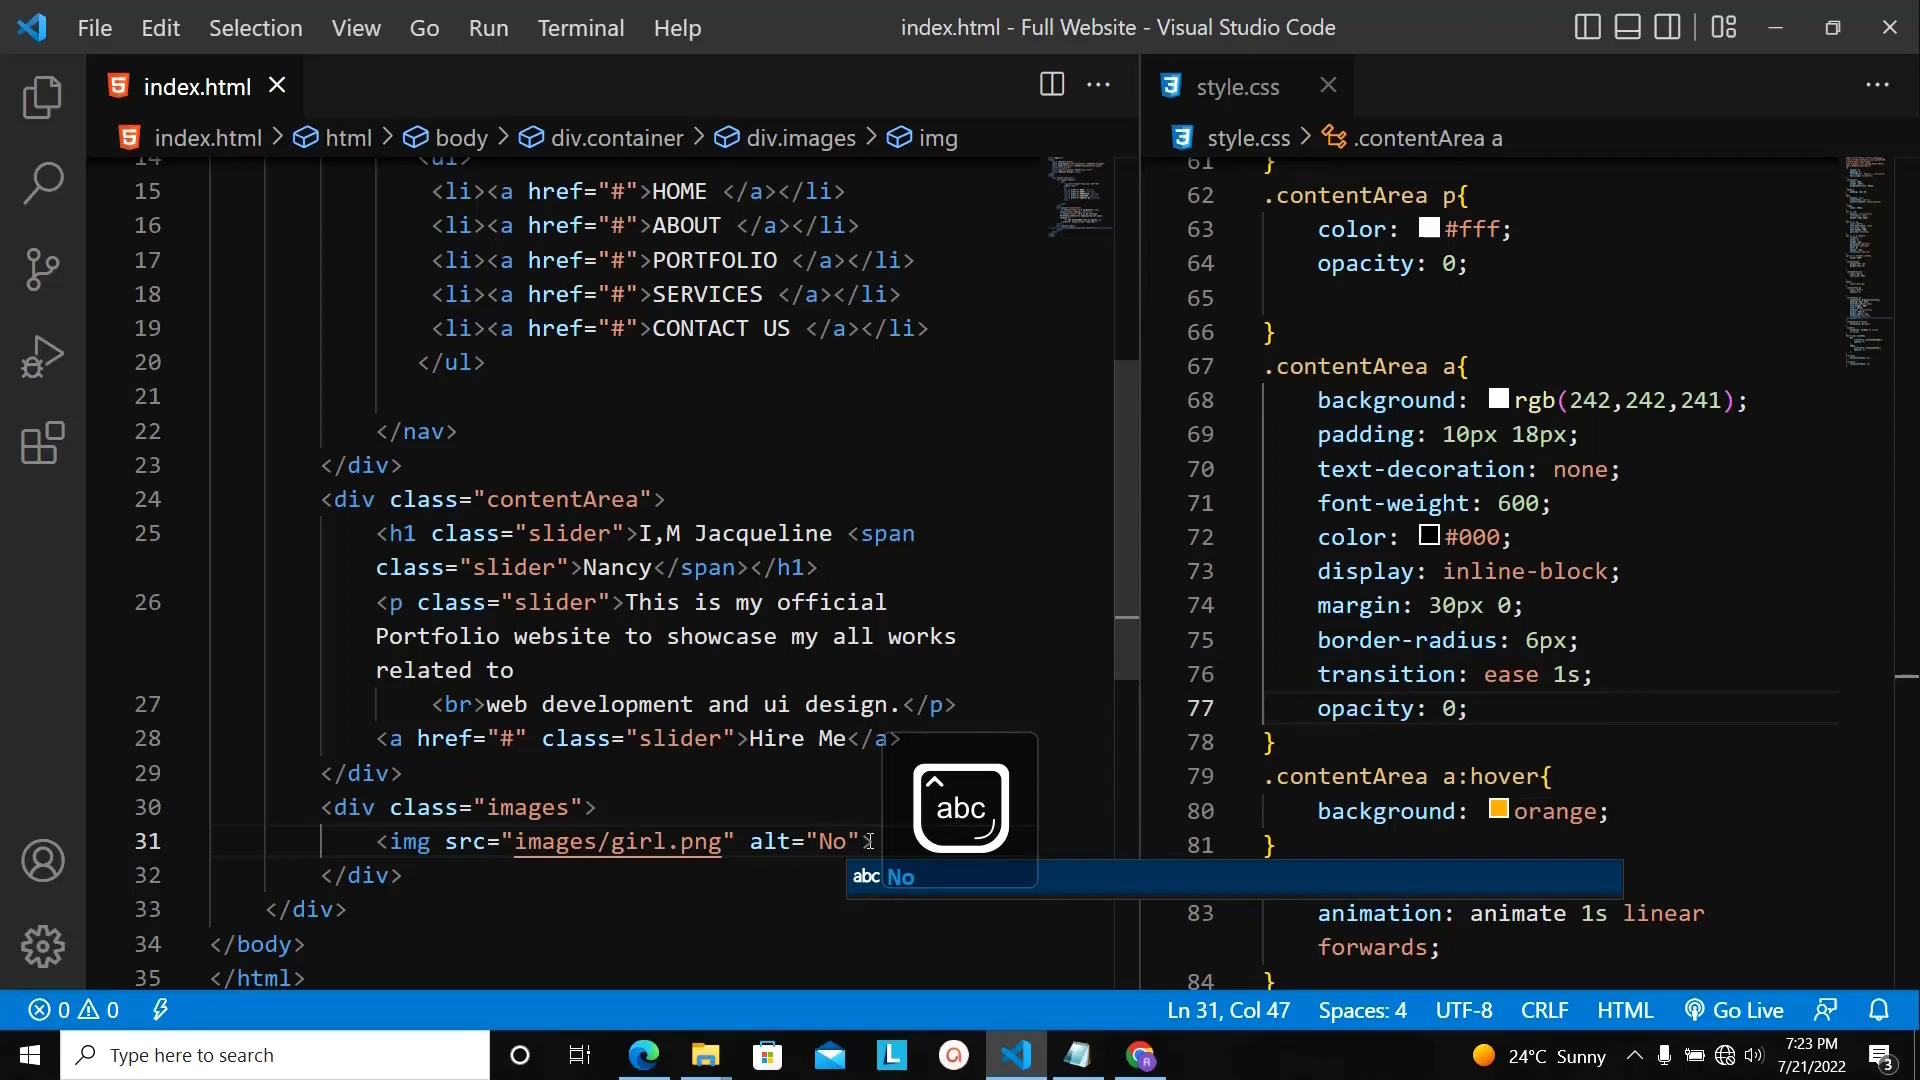 File Edit Selection View Go Run Terminal Help index.html - Full Website - Visual Studio Code
index.html
index.html > html > body > div.container > div.images > img
14 <ul>
15 <li><a href="#">HOME </a></li>
16 <li><a href="#">ABOUT </a></li>
17 <li><a href="#">PORTFOLIO </a></li>
18 <li><a href="#">SERVICES </a></li>
19 <li><a href="#">CONTACT US </a></li>
20 </ul>
21
22 </nav>
23 </div>
24 <div class="contentArea">
25 <h1 class="slider">I,M Jacqueline <span
class="slider">Nancy</span></h1>
26 <p class="slider">This is my official
Portfolio website to showcase my all works
related to
27 <br>web development and ui design.</p>
28 <a href="#" class="slider">Hire Me</a>
29 </div>
30 <div class="images">
31 <img src="images/girl.png" alt="No">
32 </div>
33 </div>
34 </body>
35 </html>
abc
abc No
style.css
style.css > .contentArea a
61 }
62 .contentArea p{
63 color: #fff;
64 opacity: 0;
65
66 }
67 .contentArea a{
68 background: rgb(242,242,241);
69 padding: 10px 18px;
70 text-decoration: none;
71 font-weight: 600;
72 color: #000;
73 display: inline-block;
74 margin: 30px 0;
75 border-radius: 6px;
76 transition: ease 1s;
77 opacity: 0;
78 }
79 .contentArea a:hover{
80 background: orange;
81 }
83 animation: animate 1s linear
forwards;
84 }
0 0 Ln 31, Col 47 Spaces: 4 UTF-8 CRLF HTML Go Live
Type here to search 24°C Sunny 7:23 PM
7/21/2022 3